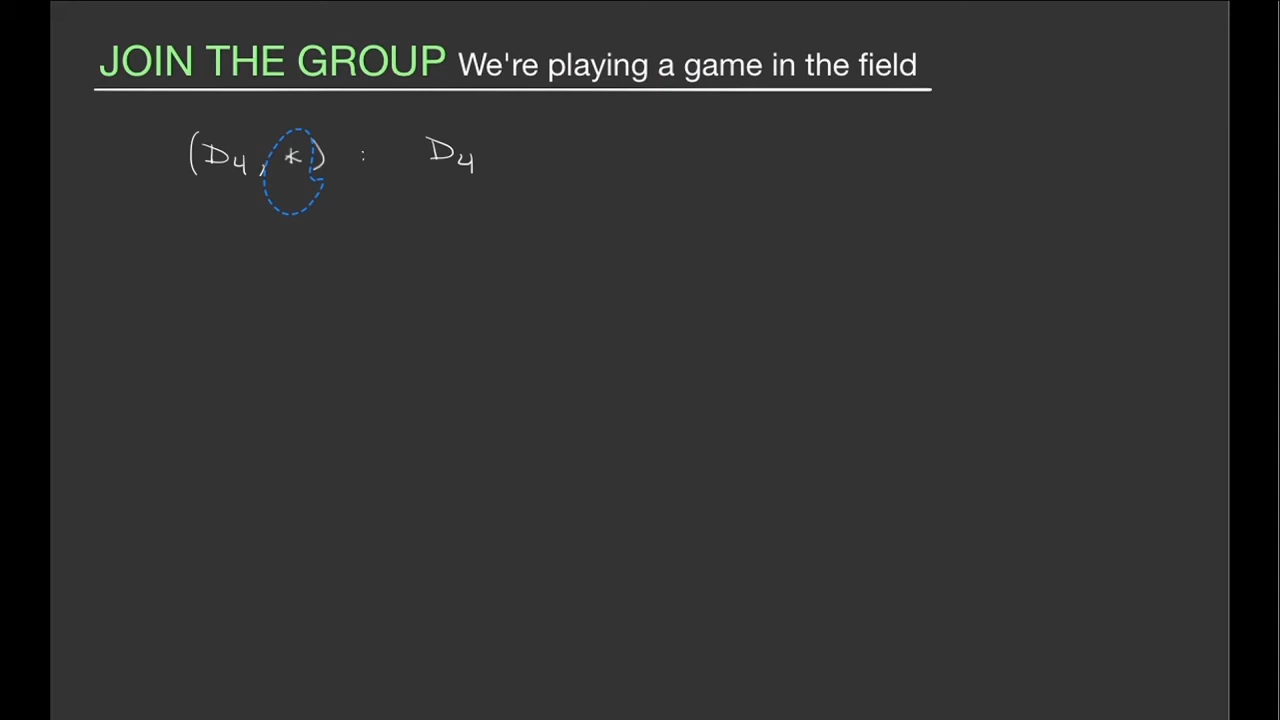 JOIN THE GROUP We're playing a game in the field
(D₄, *) : D₄